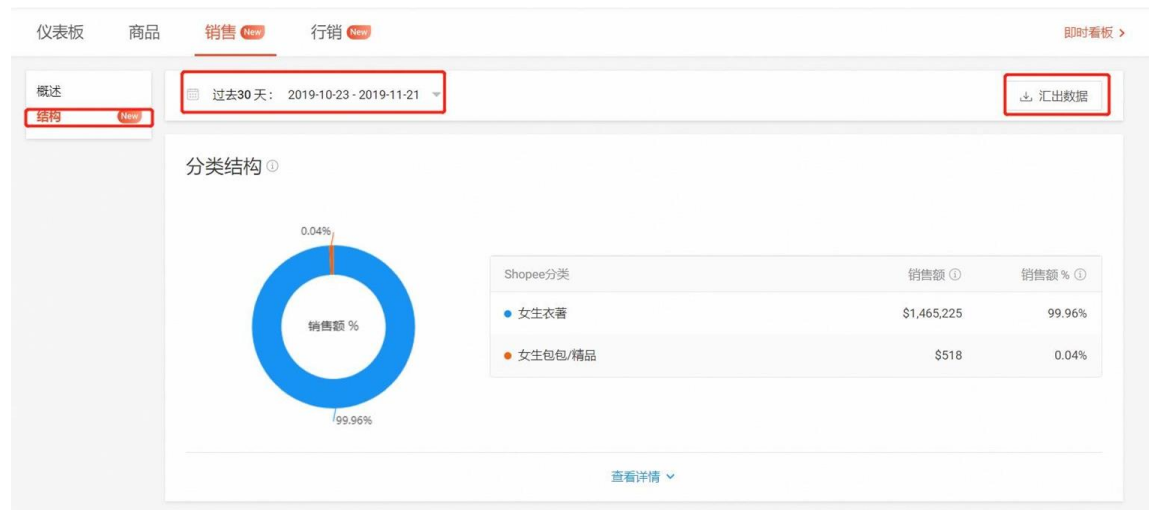 仪表板 商品 销售 New 行销 New 即时看板 >
概述
结构 New
过去30 天： 2019-10-23 - 2019-11-21
汇出数据
分类结构
0.04%
销售额 %
99.96%
Shopee分类 销售额 销售额 %
女生衣著 $1,465,225 99.96%
女生包包/精品 $518 0.04%
查看详情